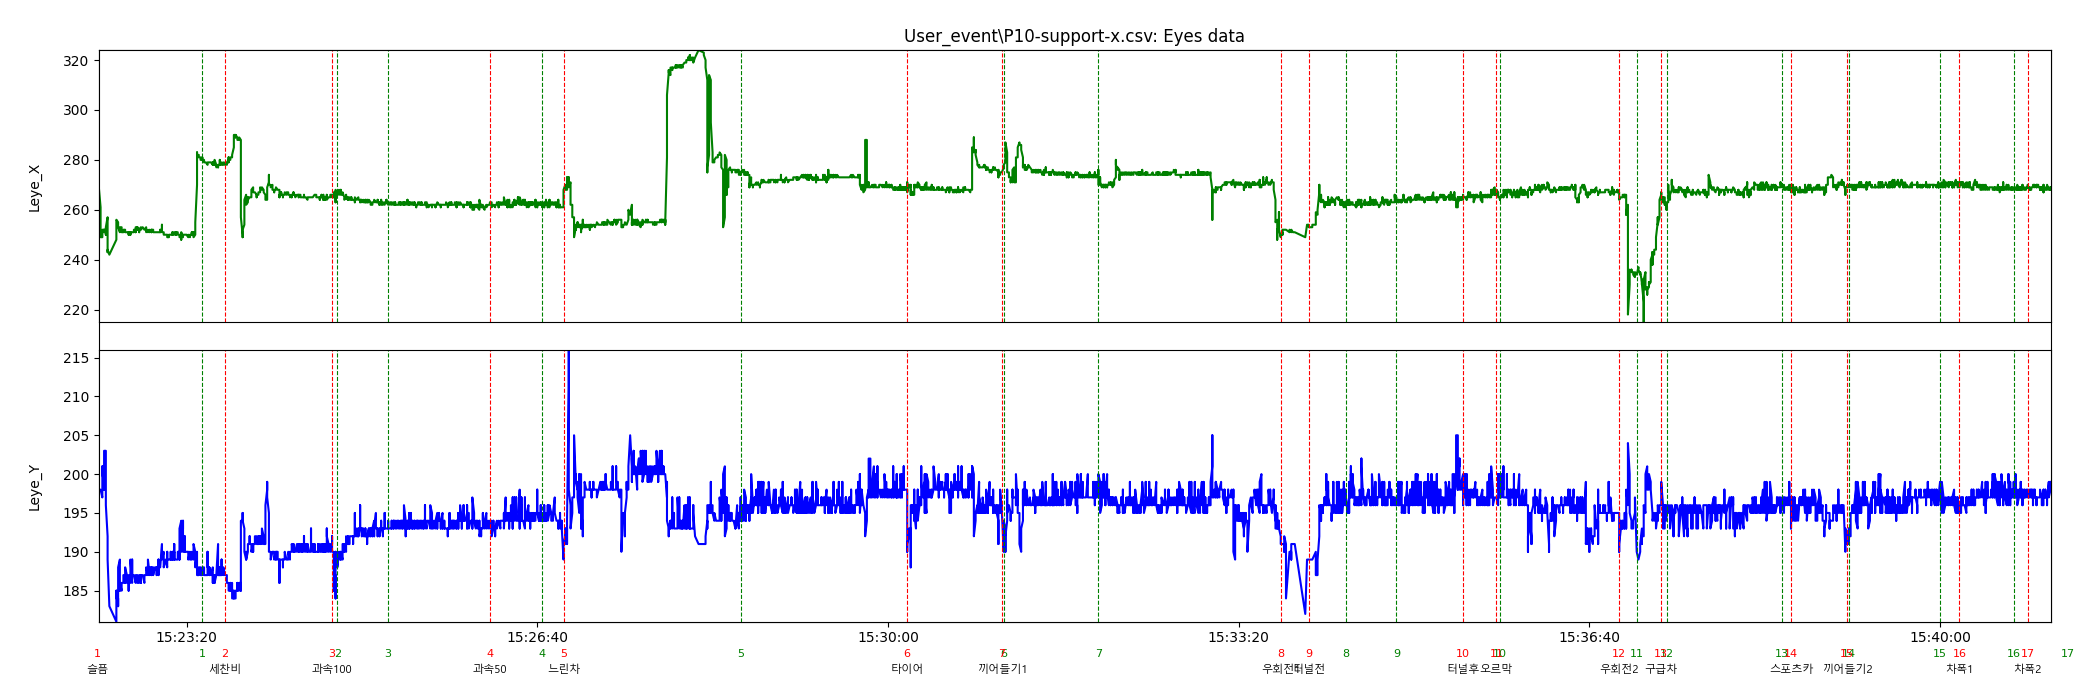 User_event\P10-support-x.csv: Eyes data
Leye_X
320
300
280
260
240
220
Leye_Y
215
210
205
200
195
190
185
15:23:20 15:26:40 15:30:00 15:33:20 15:36:40 15:40:00
1 1 2 3 2 3 4 4 5 5 6 7 6 7 8 9 8 9 10 11 10 12 11 13 12 13 14 15 14 15 16 16 17 17
슬픔 세찬비 과속100 과속50 느린차 타이어 끼어들기1 우회전1 터널전 터널후 오르막 우회전2 구급차 스포츠카 끼어들기2 차폭1 차폭2